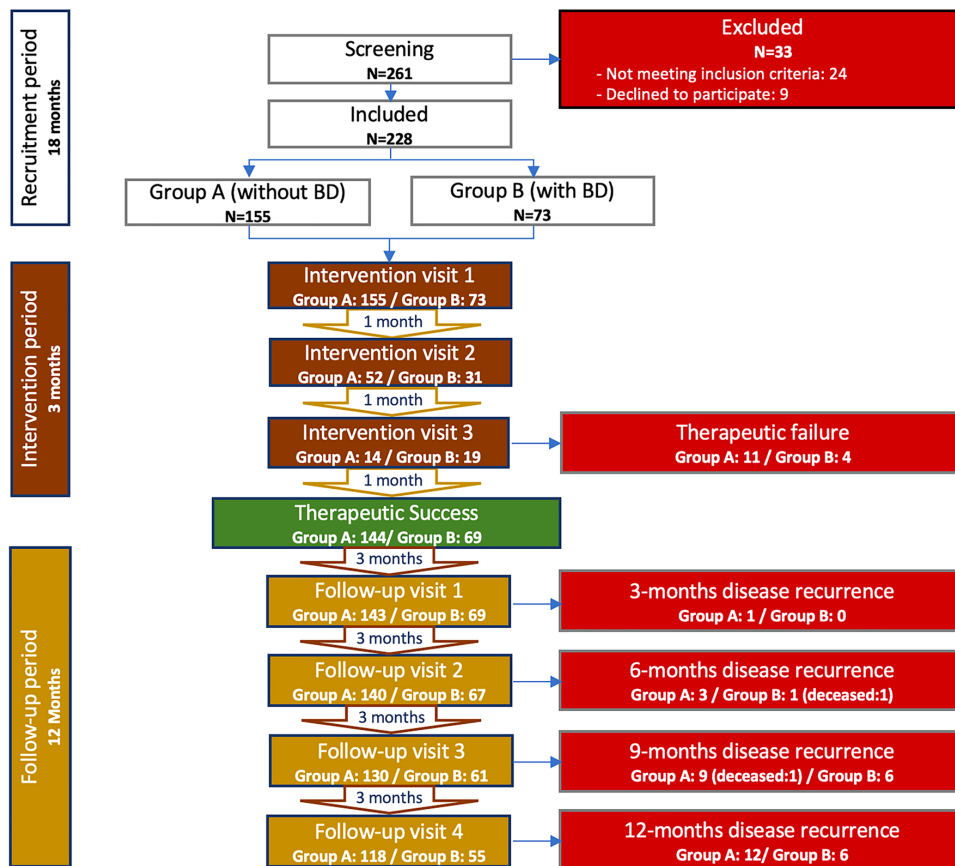 Recruitment period
18 months
Screening
N=261
Excluded
N=33
- Not meeting inclusion criteria: 24
- Declined to participate: 9
Included
N=228
Group A (without BD)
N=155
Group B (with BD)
N=73
Intervention period
3 months
Intervention visit 1
Group A: 155 / Group B: 73
1 month
Intervention visit 2
Group A: 52 / Group B: 31
1 month
Intervention visit 3
Group A: 14 / Group B: 19
Therapeutic failure
Group A: 11 / Group B: 4
1 month
Therapeutic Success
Group A: 144/ Group B: 69
Follow-up period
12 Months
3 months
Follow-up visit 1
Group A: 143 / Group B: 69
3-months disease recurrence
Group A: 1 / Group B: 0
3 months
Follow-up visit 2
Group A: 140 / Group B: 67
6-months disease recurrence
Group A: 3 / Group B: 1 (deceased:1)
3 months
Follow-up visit 3
Group A: 130 / Group B: 61
9-months disease recurrence
Group A: 9 (deceased:1) / Group B: 6
3 months
Follow-up visit 4
Group A: 118 / Group B: 55
12-months disease recurrence
Group A: 12/ Group B: 6